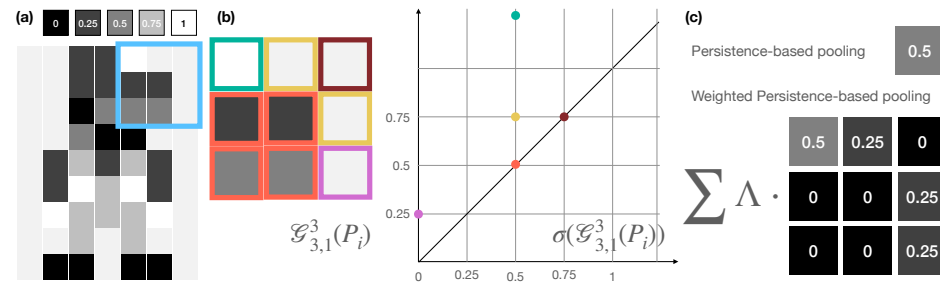 (a)
0 0.25 0.5 0.75 1
(b)
𝒢³₃,₁(Pᵢ)
0.75
0.5
0.25
0 0.25 0.5 0.75 1
σ(𝒢³₃,₁(Pᵢ))
(c)
Persistence-based pooling 0.5
Weighted Persistence-based pooling
∑ Λ ·
0.5 0.25 0
0 0 0.25
0 0 0.25